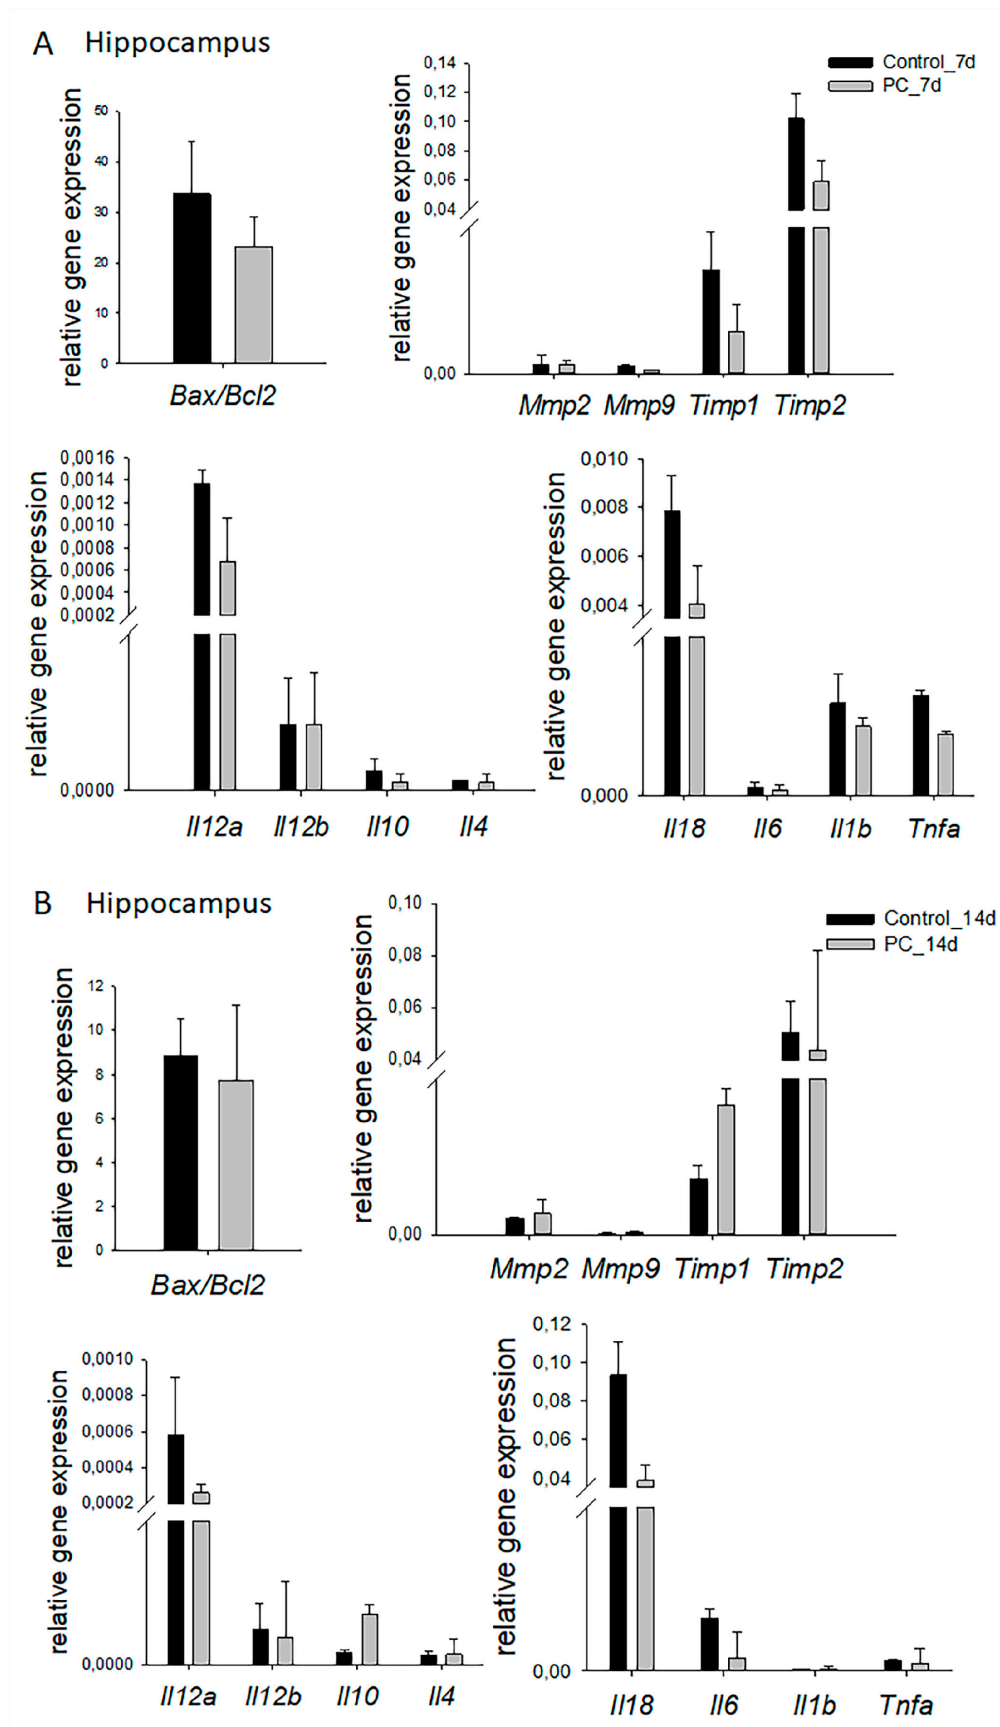 A Hippocampus
Control_7d
PC_7d
relative gene expression
50
40
30
20
10
0
Bax/Bcl2
relative gene expression
0,14
0,12
0,10
0,08
0,06
0,04
0,00
Mmp2 Mmp9 Timp1 Timp2
relative gene expression
0,0016
0,0014
0,0012
0,0010
0,0008
0,0006
0,0004
0,0002
0,0000
Il12a Il12b Il10 Il4
relative gene expression
0,010
0,008
0,006
0,004
0,000
Il18 Il6 Il1b Tnfa
B Hippocampus
Control_14d
PC_14d
relative gene expression
12
10
8
6
4
2
0
Bax/Bcl2
relative gene expression
0,10
0,08
0,06
0,04
0,00
Mmp2 Mmp9 Timp1 Timp2
relative gene expression
0,0010
0,0008
0,0006
0,0004
0,0002
0,0000
Il12a Il12b Il10 Il4
relative gene expression
0,12
0,10
0,08
0,06
0,04
0,00
Il18 Il6 Il1b Tnfa